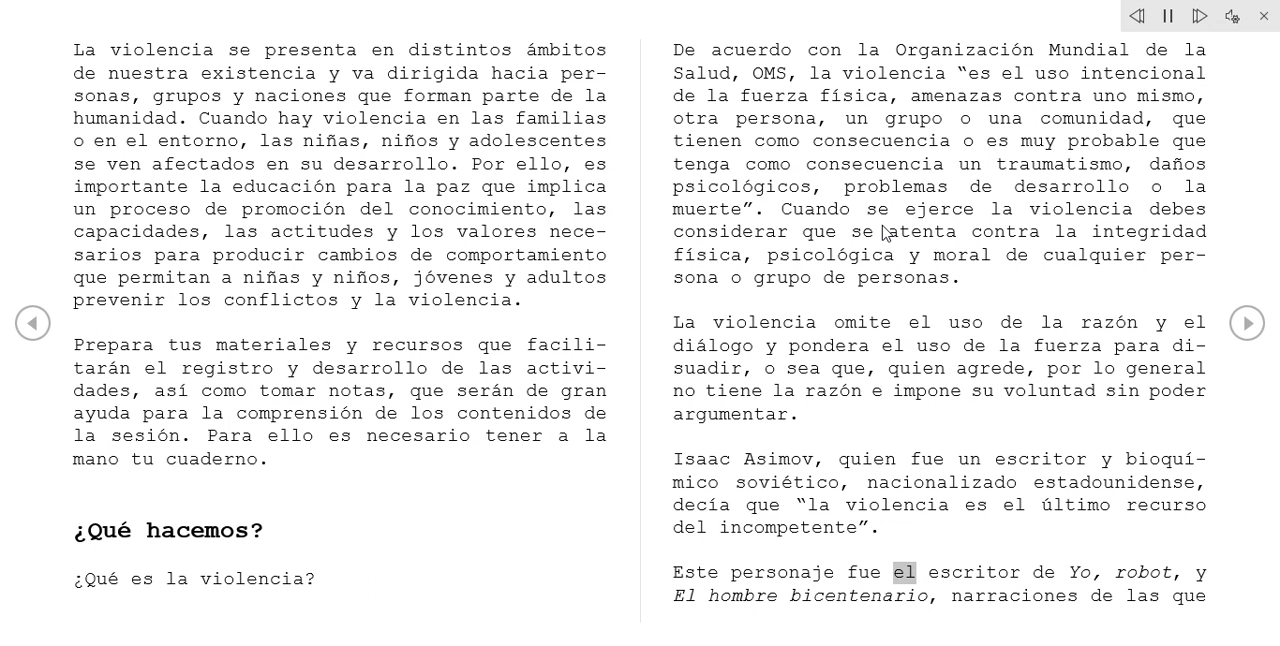 La violencia se presenta en distintos ámbitos
de nuestra existencia y va dirigida hacia per-
sonas, grupos y naciones que forman parte de la
humanidad. Cuando hay violencia en las familias
o en el entorno, las niñas, niños y adolescentes
se ven afectados en su desarrollo. Por ello, es
importante la educación para la paz que implica
un proceso de promoción del conocimiento, las
capacidades, las actitudes y los valores nece-
sarios para producir cambios de comportamiento
que permitan a niñas y niños, jóvenes y adultos
prevenir los conflictos y la violencia.
Prepara tus materiales y recursos que facili-
tarán el registro y desarrollo de las activi-
dades, así como tomar notas, que serán de gran
ayuda para la comprensión de los contenidos de
la sesión. Para ello es necesario tener a la
mano tu cuaderno.
¿Qué hacemos?
¿Qué es la violencia?
De acuerdo con la Organización Mundial de la
Salud, OMS, la violencia “es el uso intencional
de la fuerza física, amenazas contra uno mismo,
otra persona, un grupo o una comunidad, que
tienen como consecuencia o es muy probable que
tenga como consecuencia un traumatismo, daños
psicológicos, problemas de desarrollo o la
muerte”. Cuando se ejerce la violencia debes
considerar que se atenta contra la integridad
física, psicológica y moral de cualquier per-
sona o grupo de personas.
La violencia omite el uso de la razón y el
diálogo y pondera el uso de la fuerza para di-
suadir, o sea que, quien agrede, por lo general
no tiene la razón e impone su voluntad sin poder
argumentar.
Isaac Asimov, quien fue un escritor y bioquí-
mico soviético, nacionalizado estadounidense,
decía que “la violencia es el último recurso
del incompetente”.
Este personaje fue el escritor de Yo, robot, y
El hombre bicentenario, narraciones de las que